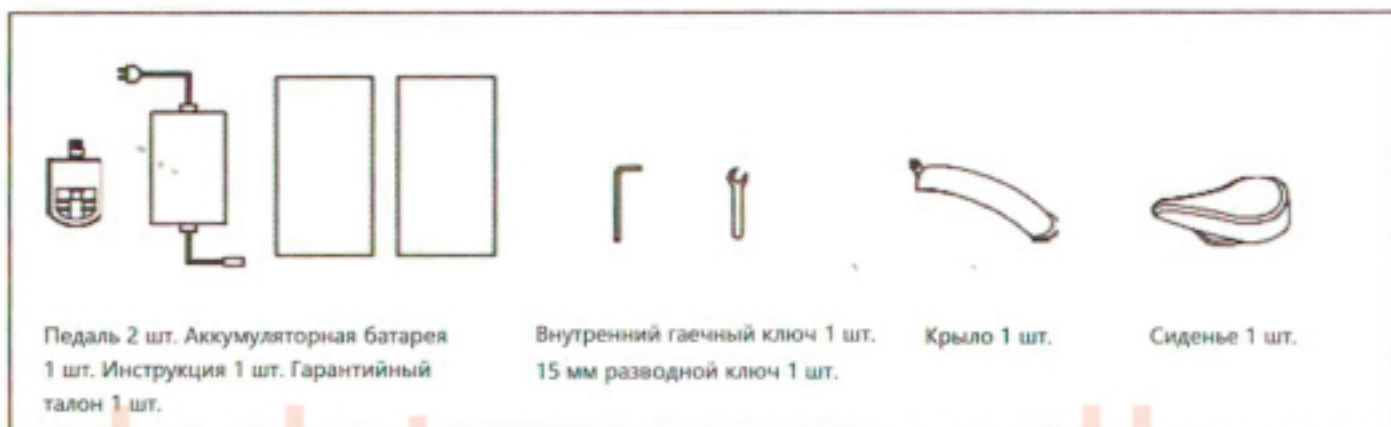 Педаль 2 шт. Аккумуляторная батарея
1 шт. Инструкция 1 шт. Гарантийный
талон 1 шт.
Внутренний гаечный ключ 1 шт.
15 мм разводной ключ 1 шт.
Крыло 1 шт.
Сиденье 1 шт.